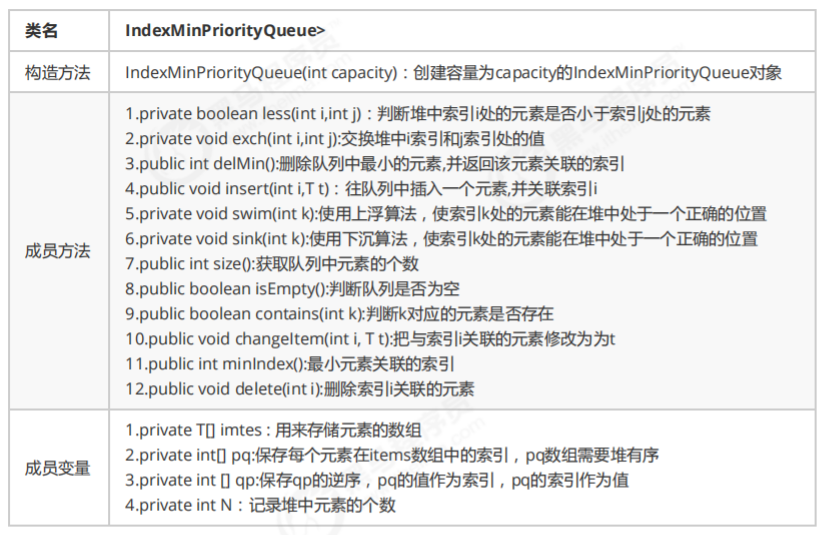 类名 IndexMinPriorityQueue>
构造方法 IndexMinPriorityQueue(int capacity)：创建容量为capacity的IndexMinPriorityQueue对象
成员方法
1.private boolean less(int i,int j)：判断堆中索引i处的元素是否小于索引j处的元素
2.private void exch(int i,int j):交换堆中i索引和j索引处的值
3.public int delMin():删除队列中最小的元素,并返回该元素关联的索引
4.public void insert(int i,T t)：往队列中插入一个元素,并关联索引i
5.private void swim(int k):使用上浮算法，使索引k处的元素能在堆中处于一个正确的位置
6.private void sink(int k):使用下沉算法，使索引k处的元素能在堆中处于一个正确的位置
7.public int size():获取队列中元素的个数
8.public boolean isEmpty():判断队列是否为空
9.public boolean contains(int k):判断k对应的元素是否存在
10.public void changeItem(int i, T t):把与索引i关联的元素修改为为t
11.public int minIndex():最小元素关联的索引
12.public void delete(int i):删除索引i关联的元素
成员变量
1.private T[] imtes : 用来存储元素的数组
2.private int[] pq:保存每个元素在items数组中的索引，pq数组需要堆有序
3.private int [] qp:保存qp的逆序，pq的值作为索引，pq的索引作为值
4.private int N：记录堆中元素的个数